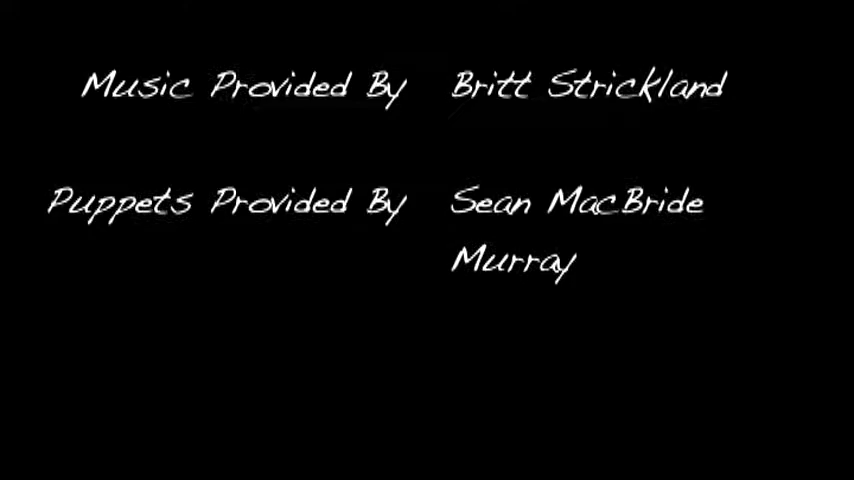 Music Provided By Britt Strickland
Puppets Provided By Sean MacBride
Murray